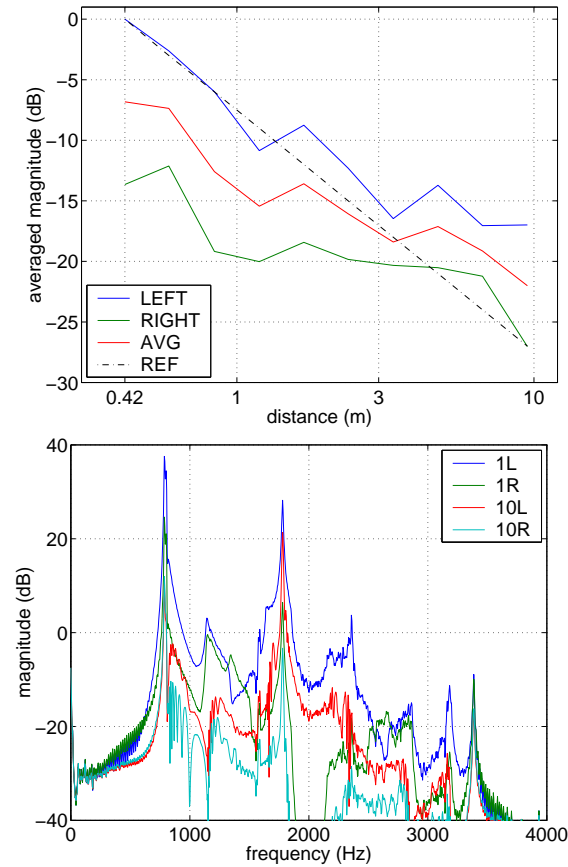 0
−5
−10
−15
−20
−25
−30
averaged magnitude (dB)
LEFT
RIGHT
AVG
REF
0.42
1
3
10
distance (m)
40
20
0
−20
−40
magnitude (dB)
1L
1R
10L
10R
0
1000
2000
3000
4000
frequency (Hz)